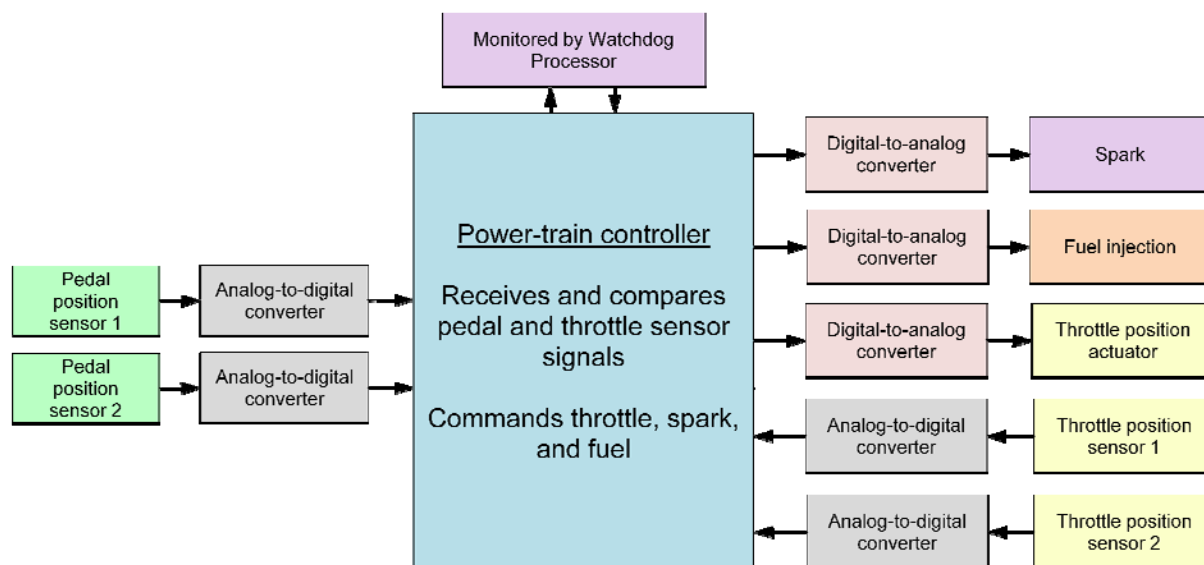 Monitored by Watchdog
Processor
Digital-to-analog
converter
Spark
Power-train controller
Receives and compares
pedal and throttle sensor
signals
Commands throttle, spark,
and fuel
Digital-to-analog
converter
Fuel injection
Pedal
position
sensor 1
Analog-to-digital
converter
Digital-to-analog
converter
Throttle position
actuator
Pedal
position
sensor 2
Analog-to-digital
converter
Analog-to-digital
converter
Throttle position
sensor 1
Analog-to-digital
converter
Throttle position
sensor 2